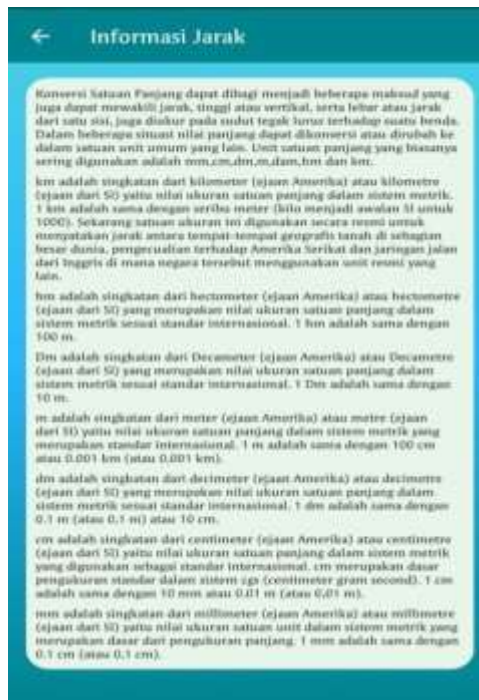 Informasi Jarak
Konversi Satuan Panjang dapat dibagi menjadi beberapa maksud yang
juga dapat mewakili jarak, tinggi atau vertikal, serta lebar atau jarak
dari satu sisi, juga diukur pada sudut tegak lurus terhadap suatu benda.
Dalam beberapa situasi nilai panjang dapat dikonversi atau dirubah ke
dalam satuan unit umum yang lain. Unit satuan panjang yang biasanya
sering digunakan adalah mm,cm,dm,m,dam,hm dan km.
km adalah singkatan dari kilometer (ejaan Amerika) atau kilometre
(ejaan dari SI) yaitu nilai ukuran satuan panjang dalam sistem metrik.
1 km adalah sama dengan seribu meter (kilo menjadi awalan SI untuk
1000). Sekarang satuan ukuran ini digunakan secara resmi untuk
menyatakan jarak antara tempat-tempat geografis tanah di sebagian
besar dunia, pengecualian terhadap Amerika Serikat dan jaringan jalan
dari Inggris di mana negara tersebut menggunakan unit resmi yang
lain.
hm adalah singkatan dari hectometer (ejaan Amerika) atau hectometre
(ejaan dari SI) yang merupakan nilai ukuran satuan panjang dalam
sistem metrik sesuai standar internasional. 1 hm adalah sama dengan
100 m.
Dm adalah singkatan dari Decameter (ejaan Amerika) atau Decametre
(ejaan dari SI) yang merupakan nilai ukuran satuan panjang dalam
sistem metrik sesuai standar internasional. 1 Dm adalah sama dengan
10 m.
m adalah singkatan dari meter (ejaan Amerika) atau metre (ejaan
dari SI) yaitu nilai ukuran satuan panjang dalam sistem metrik yang
merupakan standar internasional. 1 m adalah sama dengan 100 cm
atau 0.001 km (atau 0,001 km).
dm adalah singkatan dari decimeter (ejaan Amerika) atau decimetre
(ejaan dari SI) yang merupakan nilai ukuran satuan panjang dalam
sistem metrik sesuai standar internasional. 1 dm adalah sama dengan
0.1 m (atau 0,1 m) atau 10 cm.
cm adalah singkatan dari centimeter (ejaan Amerika) atau centimetre
(ejaan dari SI) yaitu nilai ukuran satuan panjang dalam sistem metrik
yang digunakan sebagai standar internasional. cm merupakan dasar
pengukuran standar dalam sistem cgs (centimeter gram second). 1 cm
adalah sama dengan 10 mm atau 0.01 m (atau 0,01 m).
mm adalah singkatan dari millimeter (ejaan Amerika) atau millimetre
(ejaan dari SI) yaitu nilai ukuran satuan unit dalam sistem metrik yang
merupakan dasar dari pengukuran panjang. 1 mm adalah sama dengan
0.1 cm (atau 0,1 cm).